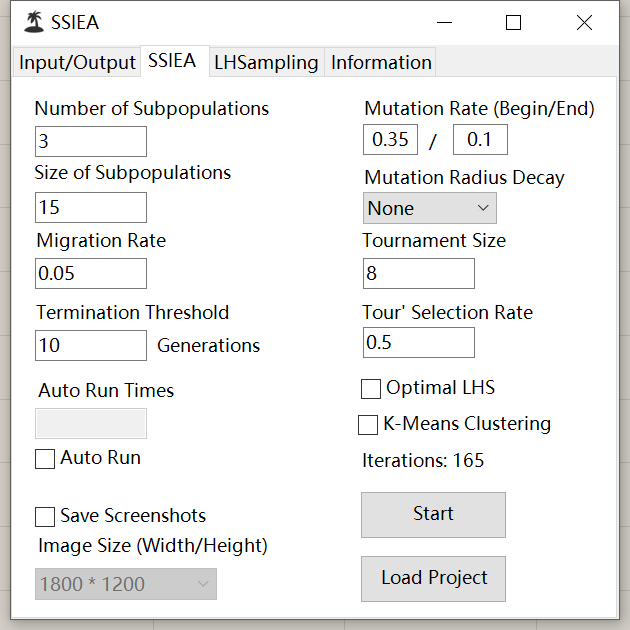 SSIEA
Input/Output SSIEA LHSampling Information
Number of Subpopulations
3
Size of Subpopulations
15
Migration Rate
0.05
Termination Threshold
10 Generations
Auto Run Times
Auto Run
Save Screenshots
Image Size (Width/Height)
1800 * 1200
Mutation Rate (Begin/End)
0.35 / 0.1
Mutation Radius Decay
None
Tournament Size
8
Tour' Selection Rate
0.5
Optimal LHS
K-Means Clustering
Iterations: 165
Start
Load Project